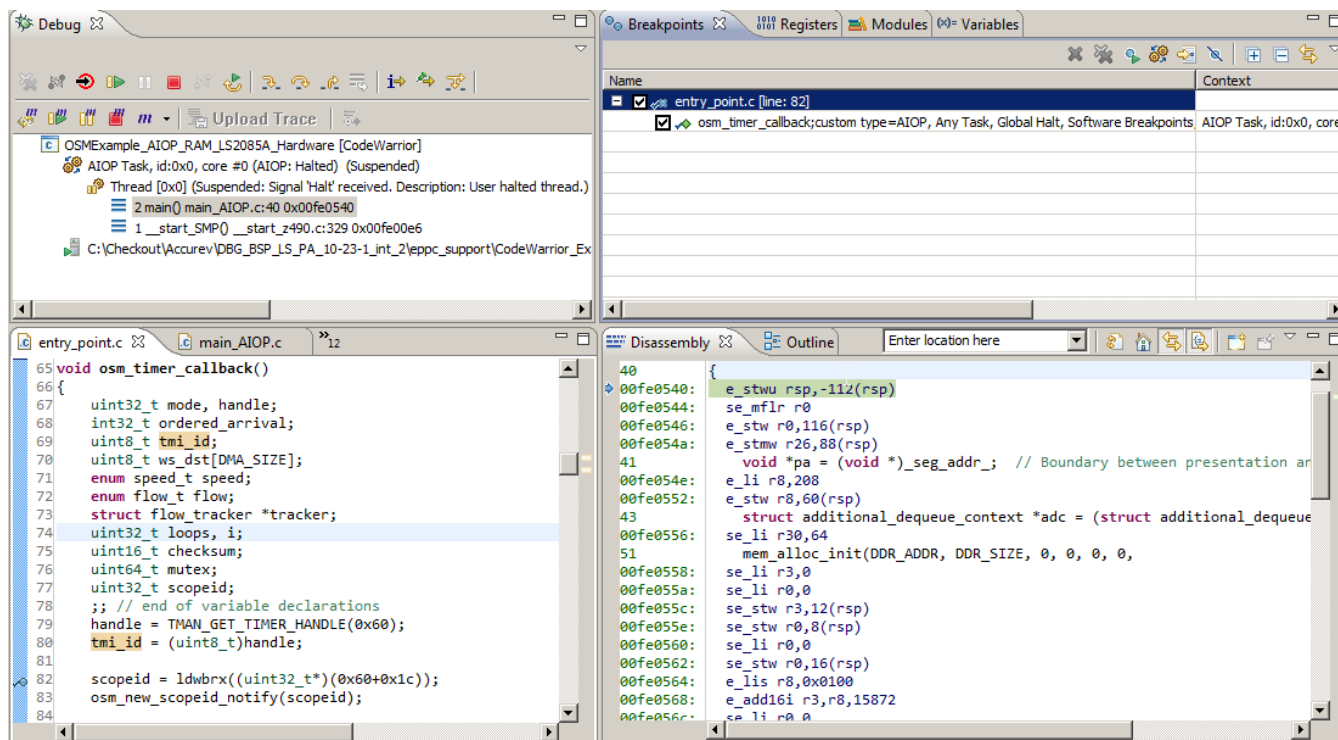 Debug
Breakpoints Registers Modules (x)= Variables
Upload Trace
OSMExample_AIOP_RAM_LS2085A_Hardware [CodeWarrior]
AIOP Task, id:0x0, core #0 (AIOP: Halted) (Suspended)
Thread [0x0] (Suspended: Signal 'Halt' received. Description: User halted thread.)
2 main() main_AIOP.c:40 0x00fe0540
1 __start_SMP() __start_z490.c:329 0x00fe00e6
C:\Checkout\Accurev\DBG_BSP_LS_PA_10-23-1_int_2\eppc_support\CodeWarrior_Ex
Name Context
entry_point.c [line: 82]
osm_timer_callback;custom type=AIOP, Any Task, Global Halt, Software Breakpoints, AIOP Task, id:0x0, core
entry_point.c main_AIOP.c »12
65 void osm_timer_callback()
66 {
67 uint32_t mode, handle;
68 int32_t ordered_arrival;
69 uint8_t tmi_id;
70 uint8_t ws_dst[DMA_SIZE];
71 enum speed_t speed;
72 enum flow_t flow;
73 struct flow_tracker *tracker;
74 uint32_t loops, i;
75 uint16_t checksum;
76 uint64_t mutex;
77 uint32_t scopeid;
78 ;; // end of variable declarations
79 handle = TMAN_GET_TIMER_HANDLE(0x60);
80 tmi_id = (uint8_t)handle;
81
82 scopeid = ldwbrx((uint32_t*)(0x60+0x1c));
83 osm_new_scopeid_notify(scopeid);
84
Disassembly Outline Enter location here
40 {
00fe0540: e_stwu rsp,-112(rsp)
00fe0544: se_mflr r0
00fe0546: e_stw r0,116(rsp)
00fe054a: e_stmw r26,88(rsp)
41 void *pa = (void *)_seg_addr_; // Boundary between presentation an
00fe054e: e_li r8,208
00fe0552: e_stw r8,60(rsp)
43 struct additional_dequeue_context *adc = (struct additional_dequeue
00fe0556: se_li r30,64
51 mem_alloc_init(DDR_ADDR, DDR_SIZE, 0, 0, 0, 0,
00fe0558: se_li r3,0
00fe055a: se_li r0,0
00fe055c: se_stw r3,12(rsp)
00fe055e: se_stw r0,8(rsp)
00fe0560: se_li r0,0
00fe0562: se_stw r0,16(rsp)
00fe0564: e_lis r8,0x0100
00fe0568: e_add16i r3,r8,15872
00fe056c: se_li r0,0